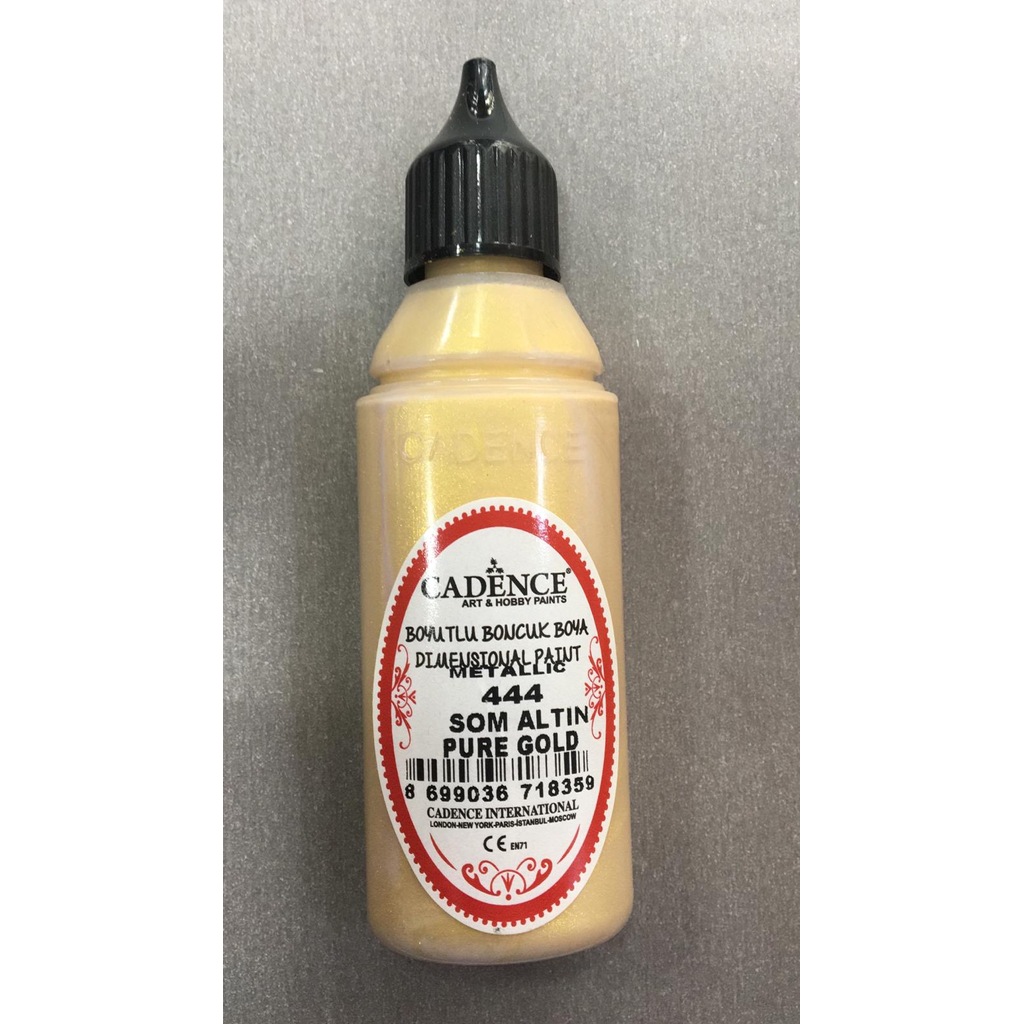 CADENCE
CADENCE®
ART & HOBBY PAINTS
BOYUTLU BONCUK BOYA
DIMENSIONAL PAINT
METALLIC
444
SOM ALTIN
PURE GOLD
8 699036 718359
CADENCE INTERNATIONAL
LONDON-NEW YORK-PARIS-İSTANBUL-MOSCOW
CE EN71